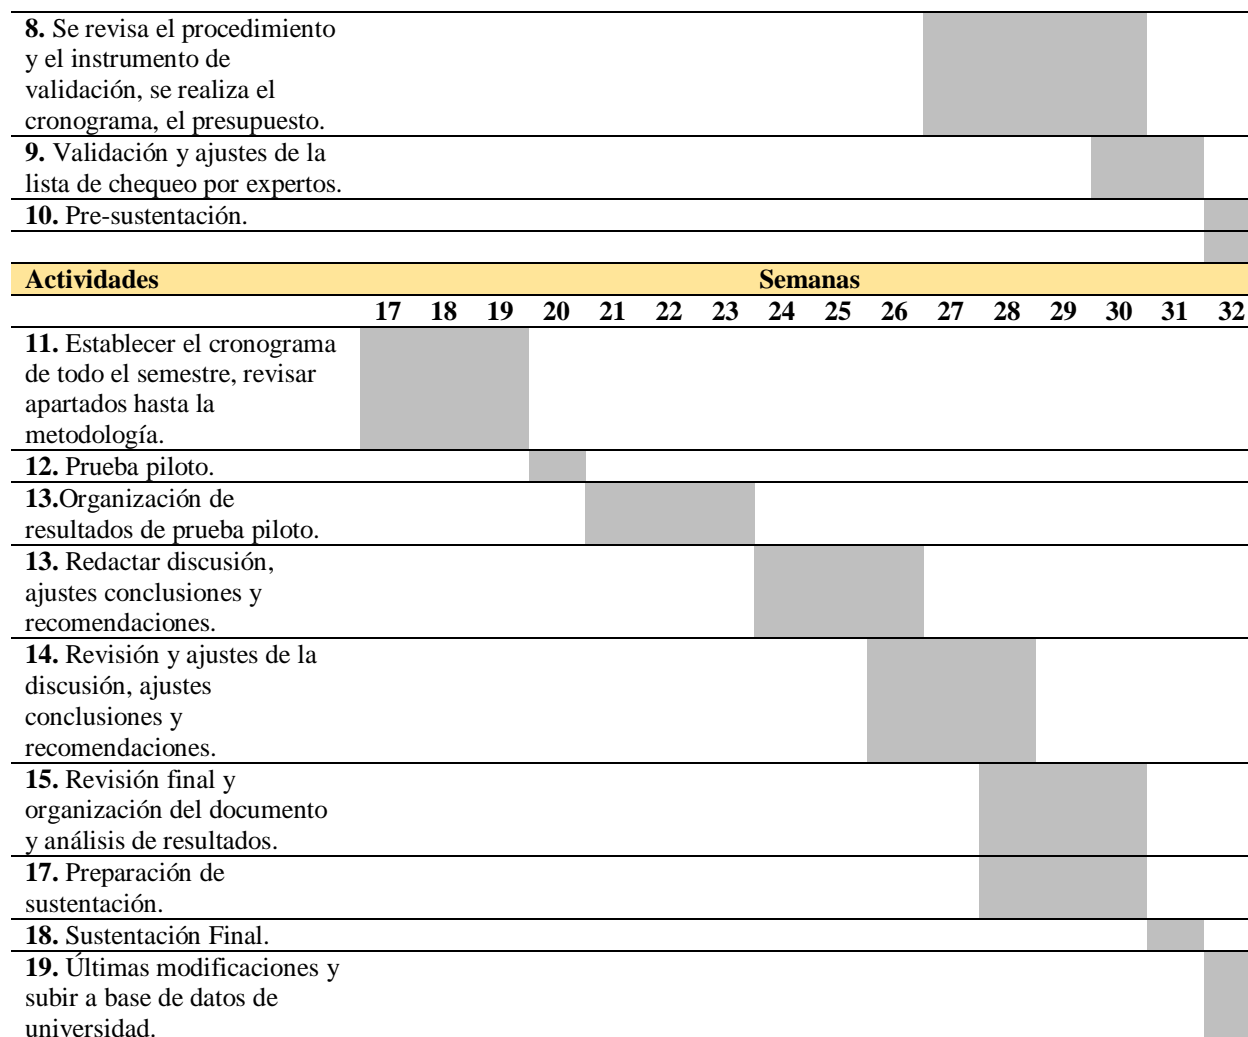 8. Se revisa el procedimiento
y el instrumento de
validación, se realiza el
cronograma, el presupuesto.
9. Validación y ajustes de la
lista de chequeo por expertos.
10. Pre-sustentación.
Actividades Semanas
17 18 19 20 21 22 23 24 25 26 27 28 29 30 31 32
11. Establecer el cronograma
de todo el semestre, revisar
apartados hasta la
metodología.
12. Prueba piloto.
13.Organización de
resultados de prueba piloto.
13. Redactar discusión,
ajustes conclusiones y
recomendaciones.
14. Revisión y ajustes de la
discusión, ajustes
conclusiones y
recomendaciones.
15. Revisión final y
organización del documento
y análisis de resultados.
17. Preparación de
sustentación.
18. Sustentación Final.
19. Últimas modificaciones y
subir a base de datos de
universidad.